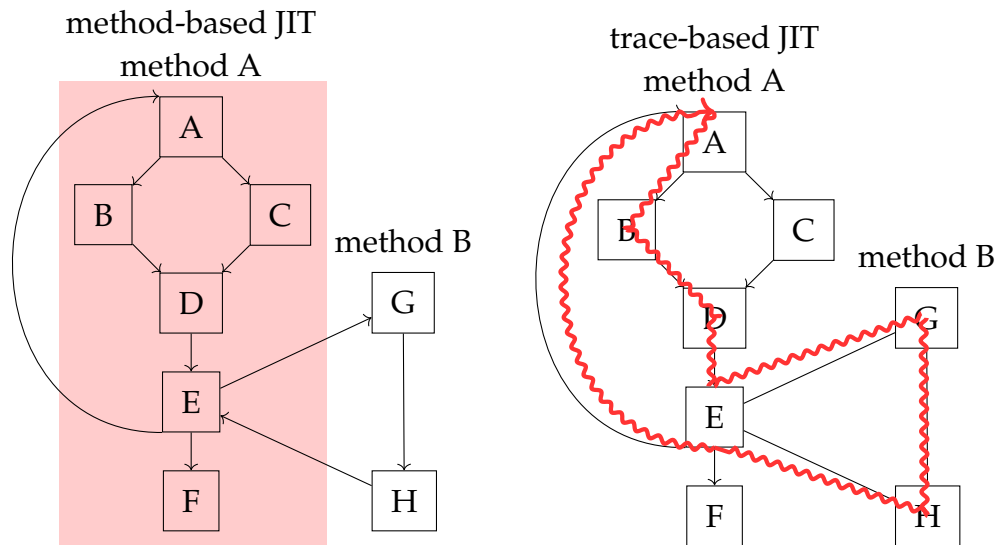 method-based JIT
method A
A
B
C
D
E
F
method B
G
H
trace-based JIT
method A
A
B
C
D
E
F
method B
G
H